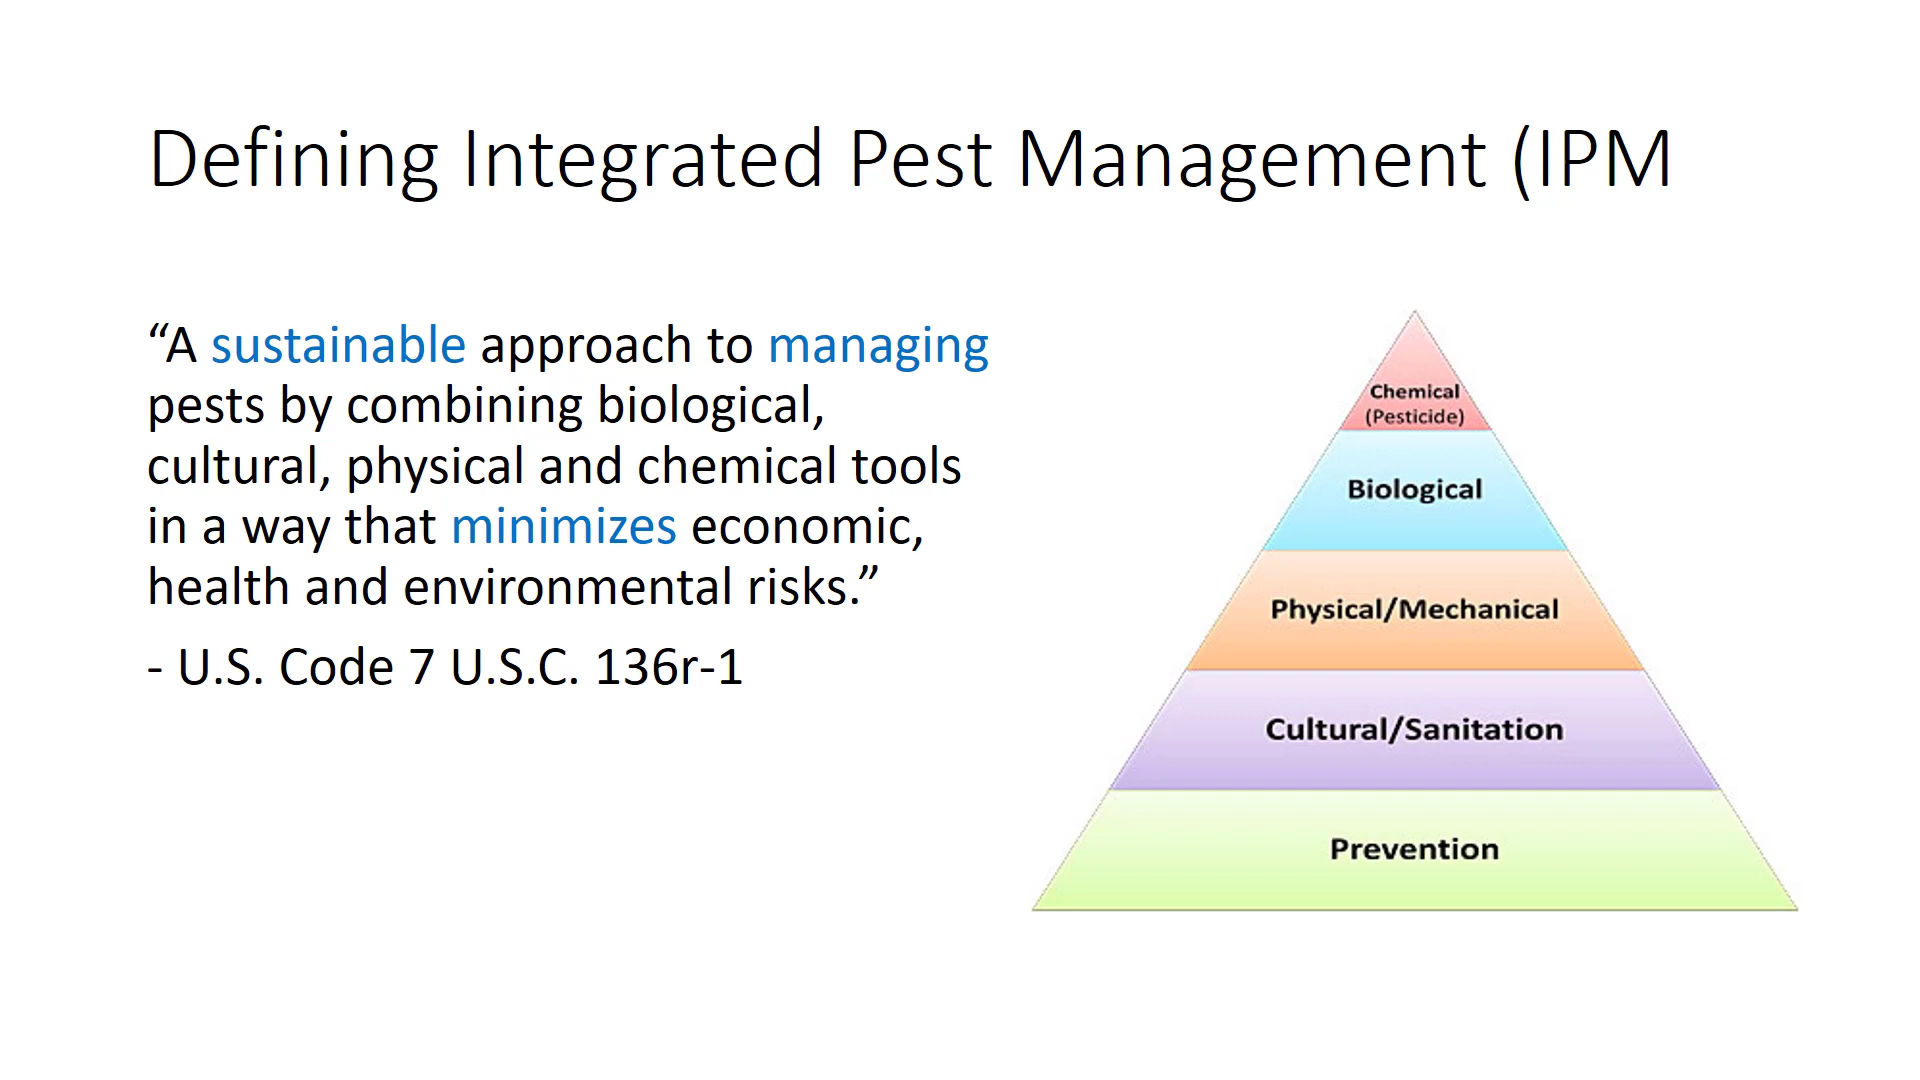 Defining Integrated Pest Management (IPM
“A sustainable approach to managing
pests by combining biological,
cultural, physical and chemical tools
in a way that minimizes economic,
health and environmental risks.”
- U.S. Code 7 U.S.C. 136r-1
Chemical
(Pesticide)
Biological
Physical/Mechanical
Cultural/Sanitation
Prevention